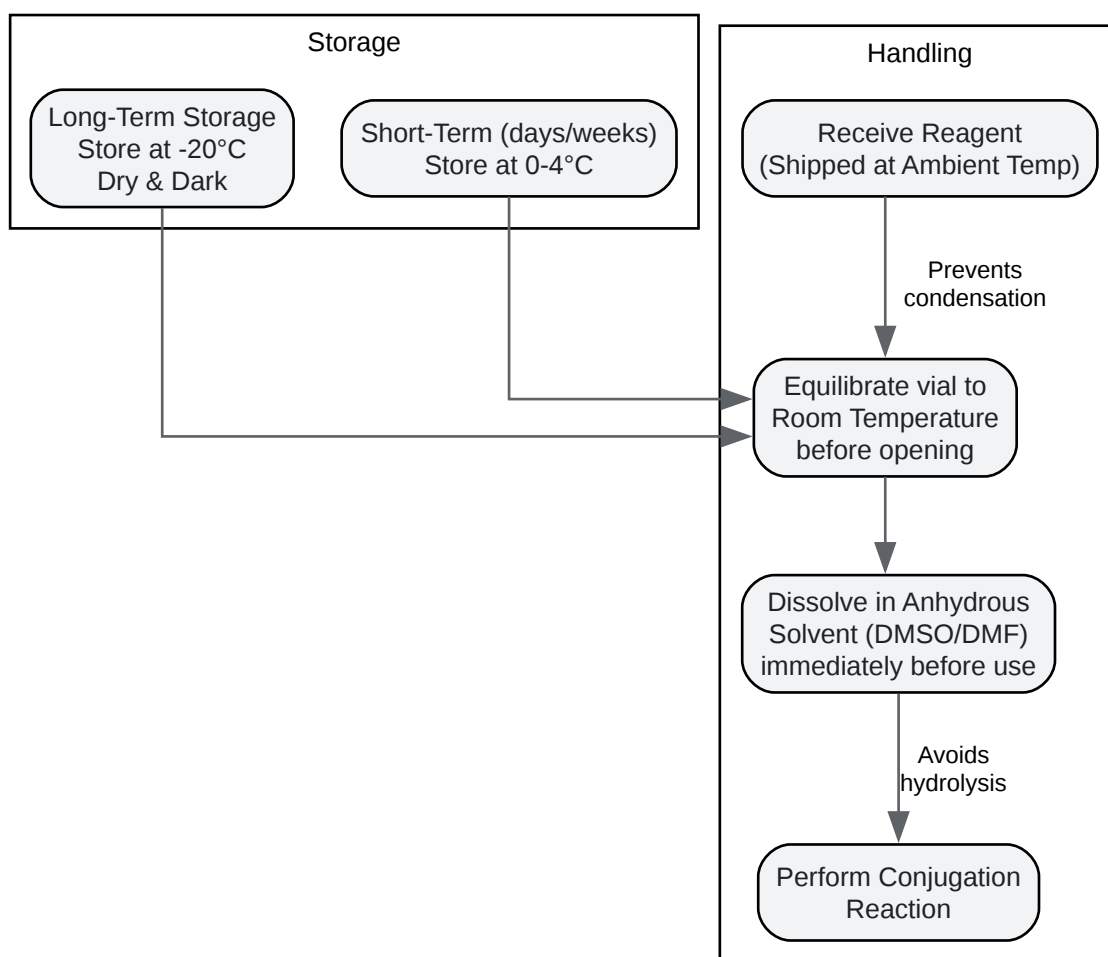 Storage
Long-Term Storage
Store at -20°C
Dry & Dark
Short-Term (days/weeks)
Store at 0-4°C
Handling
Receive Reagent
(Shipped at Ambient Temp)
Prevents
condensation
Equilibrate vial to
Room Temperature
before opening
Dissolve in Anhydrous
Solvent (DMSO/DMF)
immediately before use
Avoids
hydrolysis
Perform Conjugation
Reaction